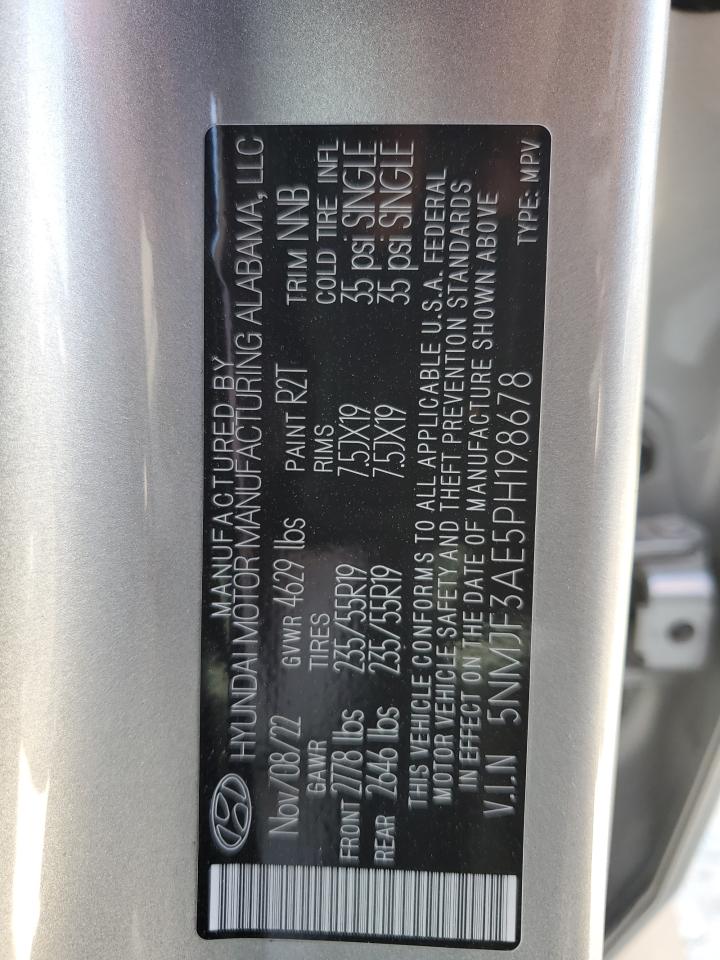 MANUFACTURED BY
HYUNDAI MOTOR MANUFACTURING ALABAMA, LLC
Nov/08/22 GVWR 4629 lbs PAINT R2T TRIM NNB
GAWR TIRES RIMS COLD TIRE INFL
FRONT 2778 lbs 235/55R19 7.5JX19 35 psi SINGLE
REAR 2646 lbs 235/55R19 7.5JX19 35 psi SINGLE
THIS VEHICLE CONFORMS TO ALL APPLICABLE U.S.A. FEDERAL
MOTOR VEHICLE SAFETY AND THEFT PREVENTION STANDARDS
IN EFFECT ON THE DATE OF MANUFACTURE SHOWN ABOVE
V.I.N 5NMJF3AE5PH198678 TYPE: MPV